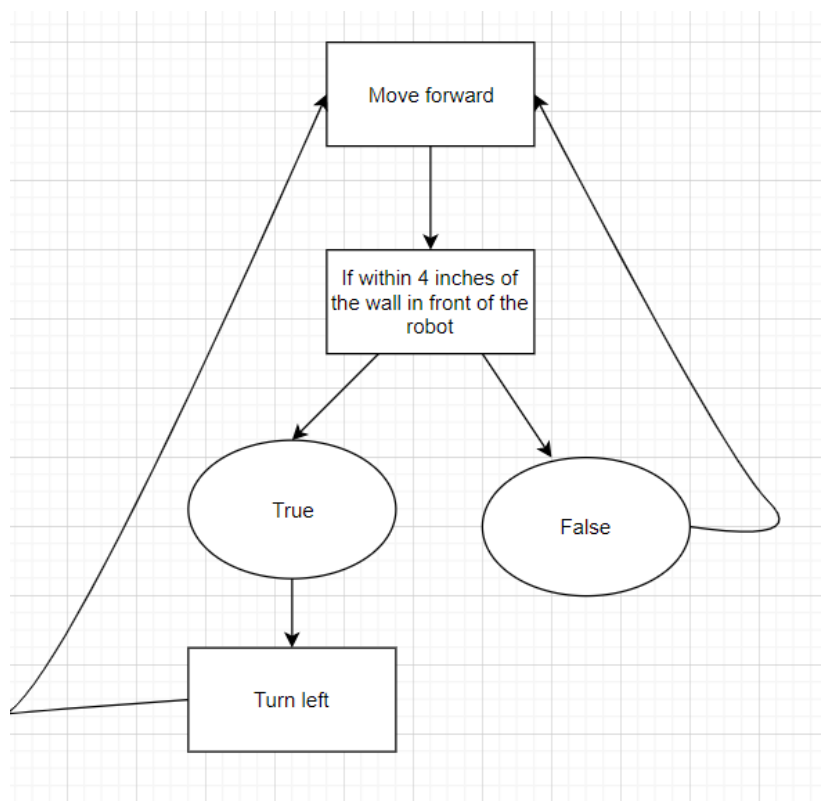 Move forward
If within 4 inches of
the wall in front of the
robot
True
False
Turn left